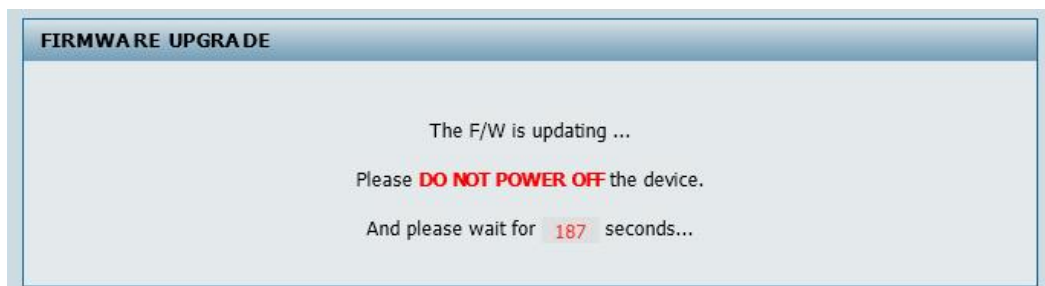 FIRMWARE UPGRADE
The F/W is updating ...
Please DO NOT POWER OFF the device.
And please wait for 187 seconds...